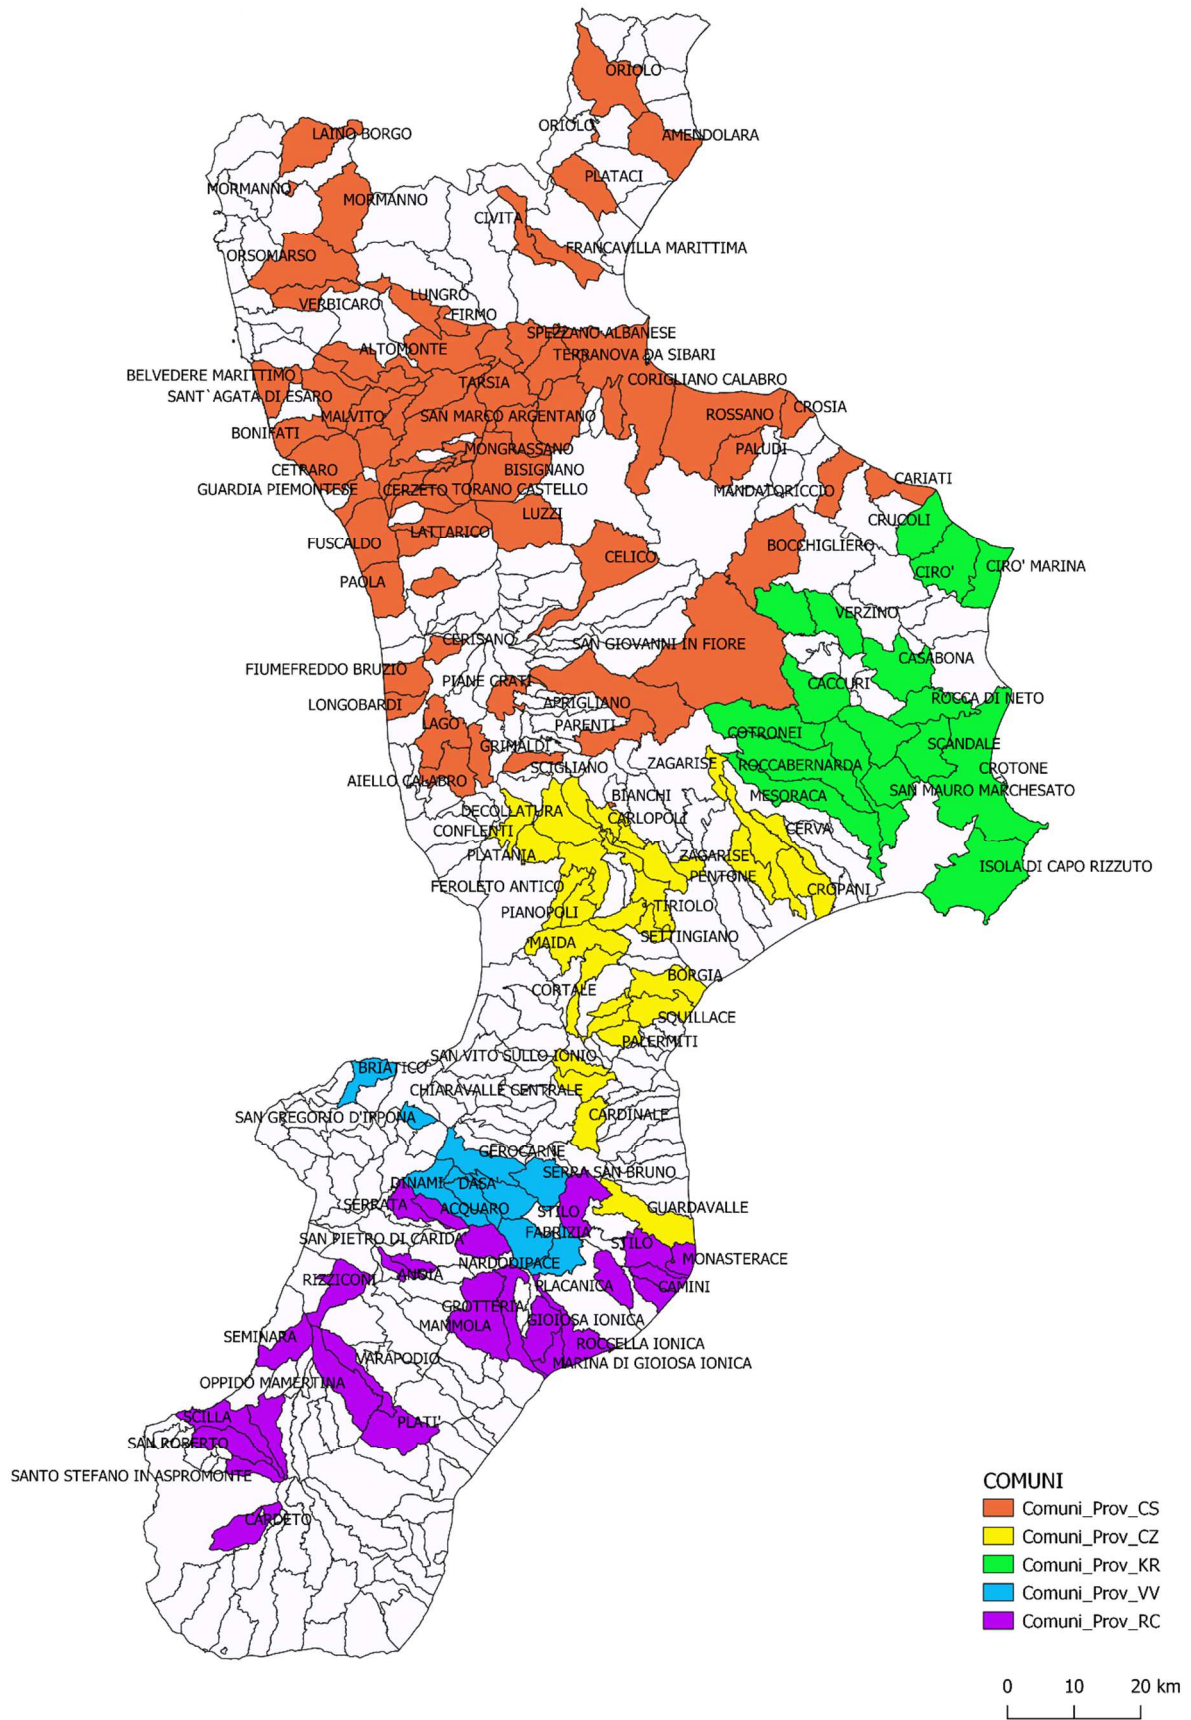 ORIOLO
ORIOLO
LAINO BORGO
AMENDOLARA
PLATACI
MORMANNO
MORMANNO
CIVITA
FRANCAVILLA MARITTIMA
ORSOMARSO
LUNGRO
VERBICARO
FIRMO
SPEZZANO ALBANESE
ALTOMONTE
TERRANOVA DA SIBARI
BELVEDERE MARITTIMO
TARSIA
CORIGLIANO CALABRO
SANT`AGATA DI ESARO
CROSIA
MALVITO
SAN MARCO ARGENTANO
ROSSANO
BONIFATI
MONGRASSANO
PALUDI
CETRARO
BISIGNANO
CARIATI
GUARDIA PIEMONTESE
CERZETO
TORANO CASTELLO
MANDATORICCIO
LUZZI
CRUCOLI
LATTARICO
FUSCALDO
BOCCHIGLIERO
CELICO
CIRO' MARINA
CIRO'
PAOLA
VERZINO
CERISANO
SAN GIOVANNI IN FIORE
CASABONA
FIUMEFREDDO BRUZIO
PIANE CRATI
CACCURI
ROCCA DI NETO
LONGOBARDI
APRIGLIANO
LAGO
PARENTI
COTRONEI
GRIMALDI
SCANDALE
ZAGARISE
ROCCABERNARDA
SCIGLIANO
CROTONE
AIELLO CALABRO
SAN MAURO MARCHESATO
BIANCHI
MESORACA
DECOLLATURA
CARLOPOLI
CONFLENTI
CERVA
PLATANIA
ZAGARISE
ISOLA DI CAPO RIZZUTO
PENTONE
FEROLETO ANTICO
CROPANI
TIRIOLO
PIANOPOLI
SETTINGIANO
MAIDA
BORGIA
CORTALE
SQUILLACE
PALERMITI
SAN VITO SULLO IONIO
BRIATICO
CHIARAVALLE CENTRALE
CARDINALE
SAN GREGORIO D'IPPONA
GEROCARNE
SERRA SAN BRUNO
DINAMI
DASA'
SERRATA
ACQUARO
STILO
GUARDAVALLE
FABRIZIA
SAN PIETRO DI CARIDA'
STILO
NARDODIPACE
MONASTERACE
ANOIA
RIZZICONI
PLACANICA
CAMINI
GROTTERIA
MAMMOLA
GIOIOSA IONICA
SEMINARA
ROCCELLA IONICA
VARAPODIO
MARINA DI GIOIOSA IONICA
OPPIDO MAMERTINA
SCILLA
PLATI'
SAN ROBERTO
SANTO STEFANO IN ASPROMONTE
CARDETO
COMUNI
Comuni_Prov_CS
Comuni_Prov_CZ
Comuni_Prov_KR
Comuni_Prov_VV
Comuni_Prov_RC
0 10 20 km